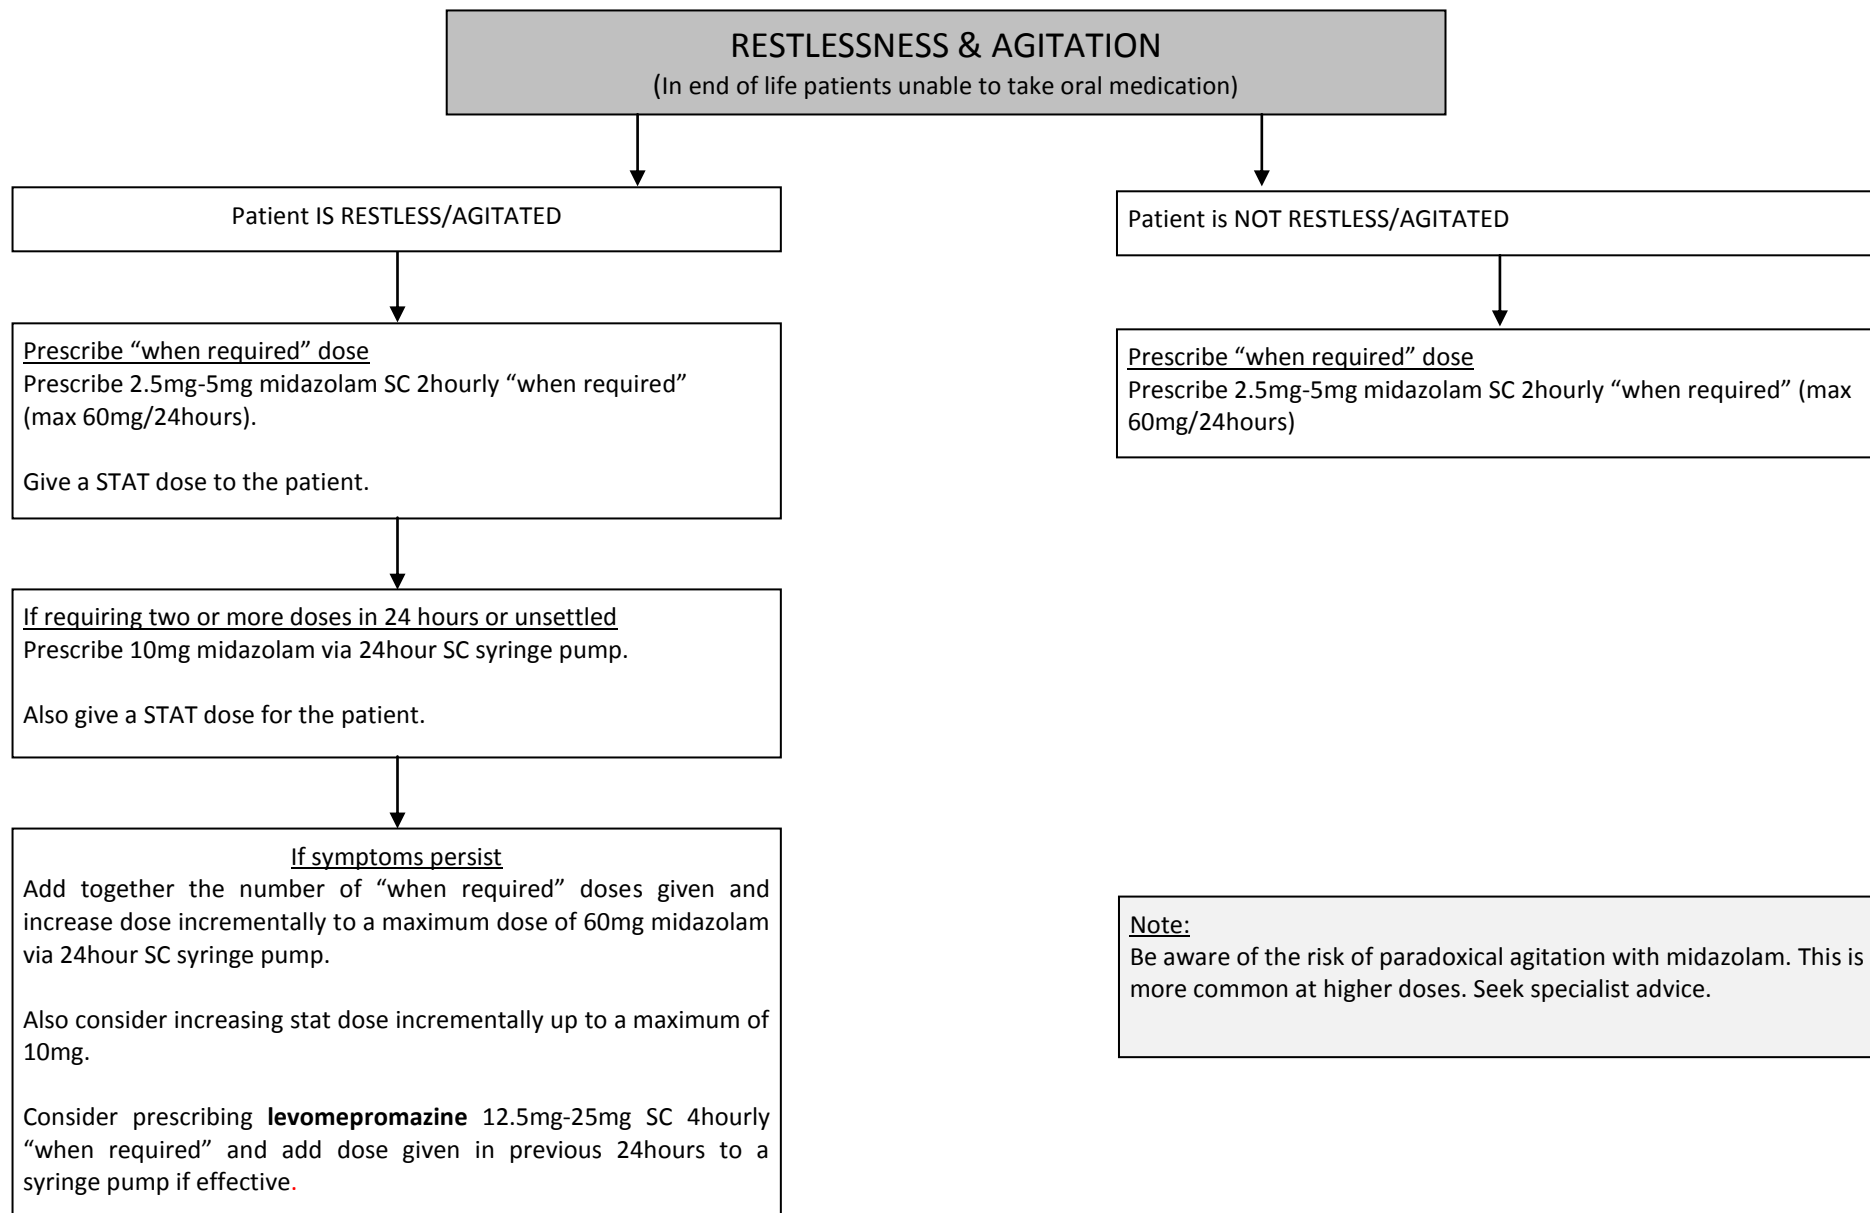 RESTLESSNESS & AGITATION
(In end of life patients unable to take oral medication)
Patient IS RESTLESS/AGITATED
Prescribe “when required” dose
Prescribe 2.5mg-5mg midazolam SC 2hourly “when required”
(max 60mg/24hours).
Give a STAT dose to the patient.
If requiring two or more doses in 24 hours or unsettled
Prescribe 10mg midazolam via 24hour SC syringe pump.
Also give a STAT dose for the patient.
If symptoms persist
Add together the number of “when required” doses given and
increase dose incrementally to a maximum dose of 60mg midazolam
via 24hour SC syringe pump.
Also consider increasing stat dose incrementally up to a maximum of
10mg.
Consider prescribing levomepromazine 12.5mg-25mg SC 4hourly
“when required” and add dose given in previous 24hours to a
syringe pump if effective.
Patient is NOT RESTLESS/AGITATED
Prescribe “when required” dose
Prescribe 2.5mg-5mg midazolam SC 2hourly “when required” (max
60mg/24hours)
Note:
Be aware of the risk of paradoxical agitation with midazolam. This is
more common at higher doses. Seek specialist advice.